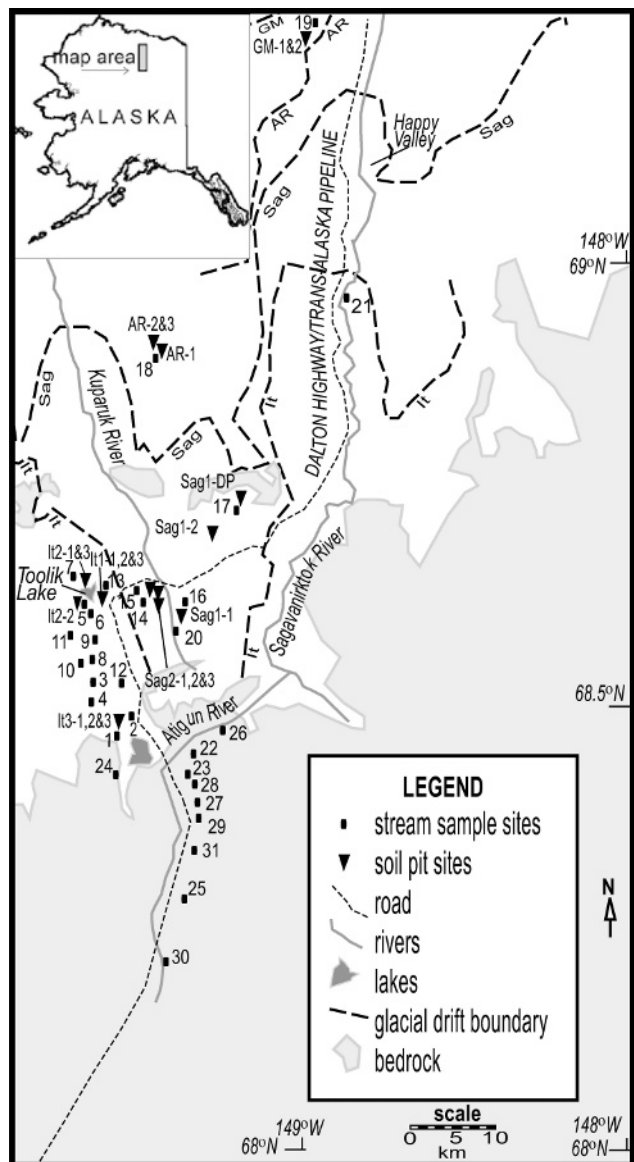 map area
ALASKA
GM
19
AR
GM-1&2
AR
Sag
Happy
Valley
Sag
148°W
69°N
DALTON HIGHWAY/TRANS-ALASKA PIPELINE
21
AR-2&3
AR-1
18
Kuparuk River
Sag
Sag
It
It
It
Sag1-DP
17
Sag1-2
Sagavanirktok River
It2-1&3
It1-1,2&3
7
13
Toolik
Lake
It2-2
5
6
15
14
16
Sag1-1
20
11
9
10
8
3
12
4
Sag2-1,2&3
It
68.5°N
It3-1,2&3
2
1
Atigun River
26
24
22
23
28
27
29
31
25
30
LEGEND
stream sample sites
soil pit sites
road
rivers
lakes
glacial drift boundary
bedrock
N
scale
0 5 10
km
149°W
68°N
148°W
68°N